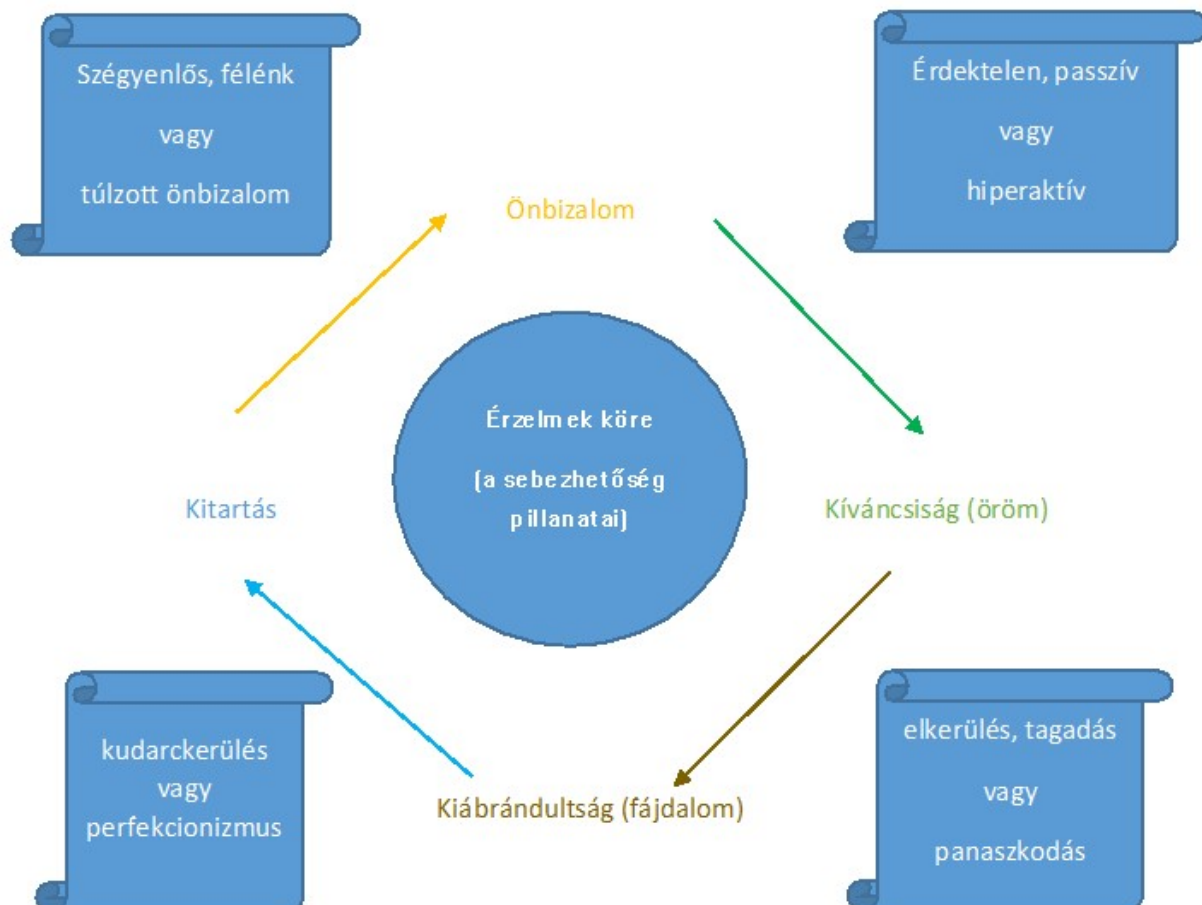 Szégyenlős, félénk
vagy
túlzott önbizalom
Érdektelen, passzív
vagy
hiperaktív
Önbizalom
Érzelmek köre
(a sebezhetőség
pillanatai)
Kitartás
Kíváncsiság (öröm)
kudarckerülés
vagy
perfekcionizmus
Kiábrándultság (fájdalom)
elkerülés, tagadás
vagy
panaszkodás